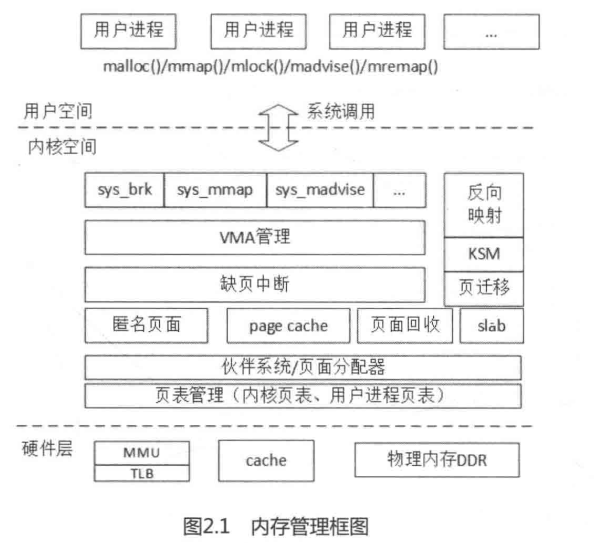 用户进程 用户进程 用户进程 ...
malloc()/mmap()/mlock()/madvise()/mremap()
用户空间 系统调用
内核空间
sys_brk sys_mmap sys_madvise ... 反向映射
VMA管理 KSM
缺页中断 页迁移
匿名页面 page cache 页面回收 slab
伙伴系统/页面分配器
页表管理（内核页表、用户进程页表）
硬件层 MMU cache 物理内存DDR
TLB
图2.1 内存管理框图